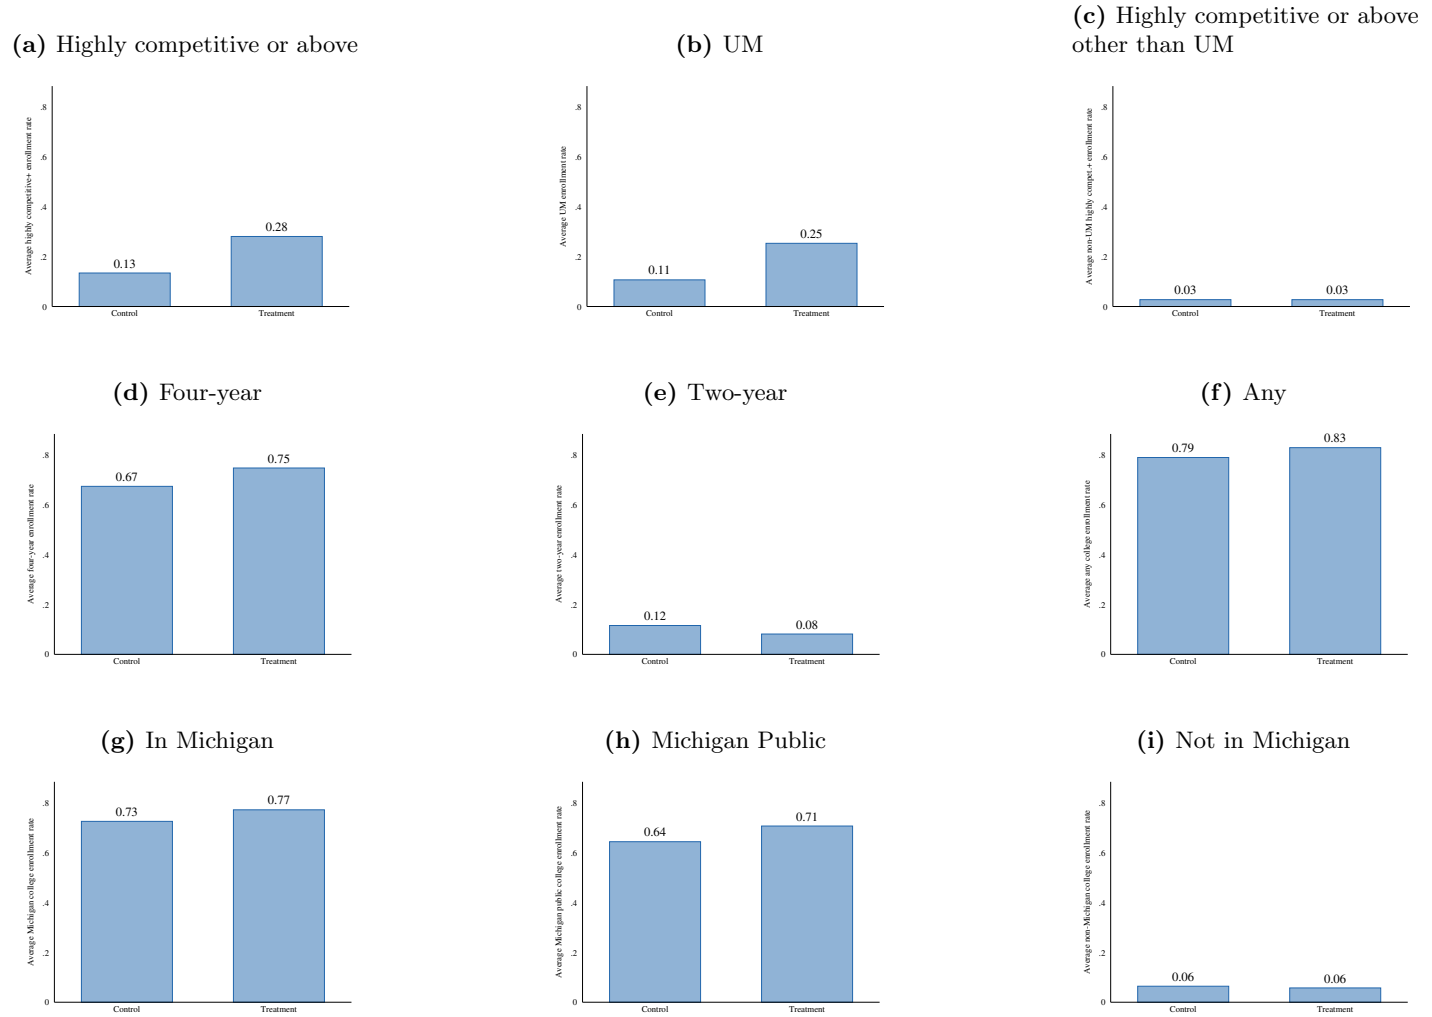 (a) Highly competitive or above
Average highly competitive+ enrollment rate
.8
.6
.4
.2
0
0.13
0.28
Control
Treatment
(b) UM
Average UM enrollment rate
.8
.6
.4
.2
0
0.11
0.25
Control
Treatment
(c) Highly competitive or above
other than UM
Average non-UM highly compet.+ enrollment rate
.8
.6
.4
.2
0
0.03
0.03
Control
Treatment
(d) Four-year
Average four-year enrollment rate
.8
.6
.4
.2
0
0.67
0.75
Control
Treatment
(e) Two-year
Average two-year enrollment rate
.8
.6
.4
.2
0
0.12
0.08
Control
Treatment
(f) Any
Average any college enrollment rate
.8
.6
.4
.2
0
0.79
0.83
Control
Treatment
(g) In Michigan
Average Michigan college enrollment rate
.8
.6
.4
.2
0
0.73
0.77
Control
Treatment
(h) Michigan Public
Average Michigan public college enrollment rate
.8
.6
.4
.2
0
0.64
0.71
Control
Treatment
(i) Not in Michigan
Average non-Michigan college enrollment rate
.8
.6
.4
.2
0
0.06
0.06
Control
Treatment